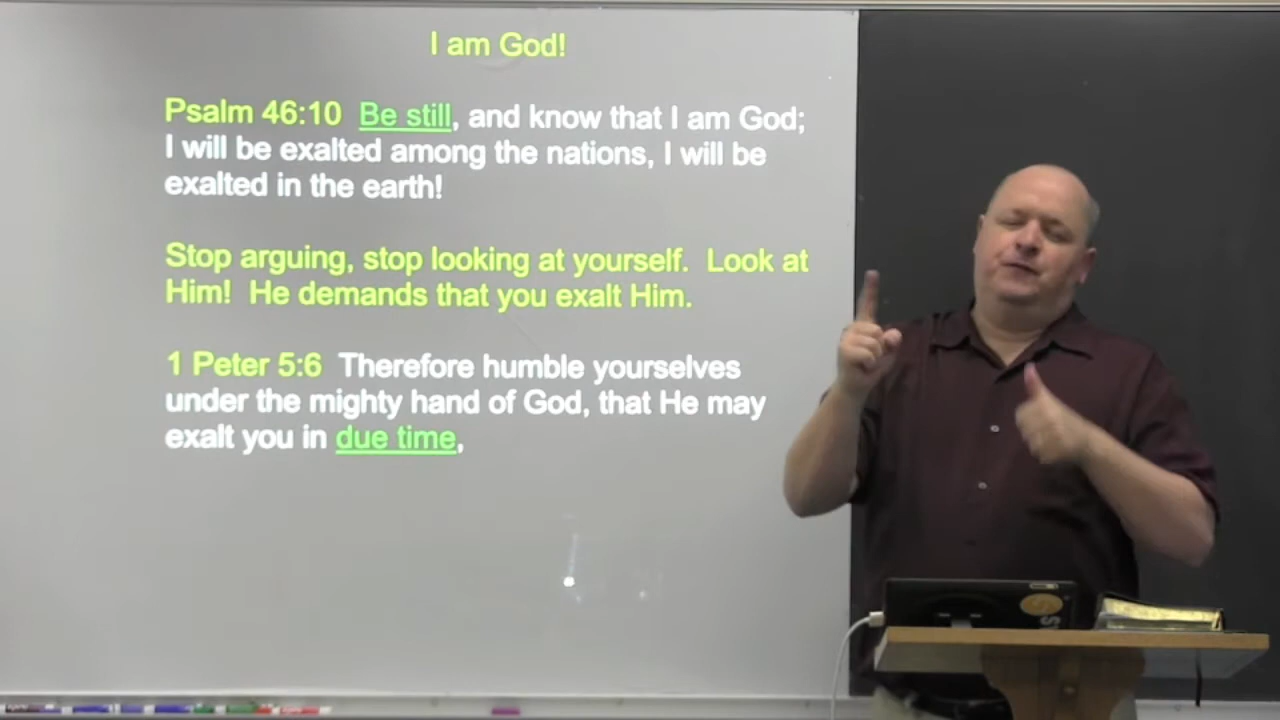 I am God!
Psalm 46:10 Be still, and know that I am God;
I will be exalted among the nations, I will be
exalted in the earth!
Stop arguing, stop looking at yourself. Look at
Him! He demands that you exalt Him.
1 Peter 5:6 Therefore humble yourselves
under the mighty hand of God, that He may
exalt you in due time,